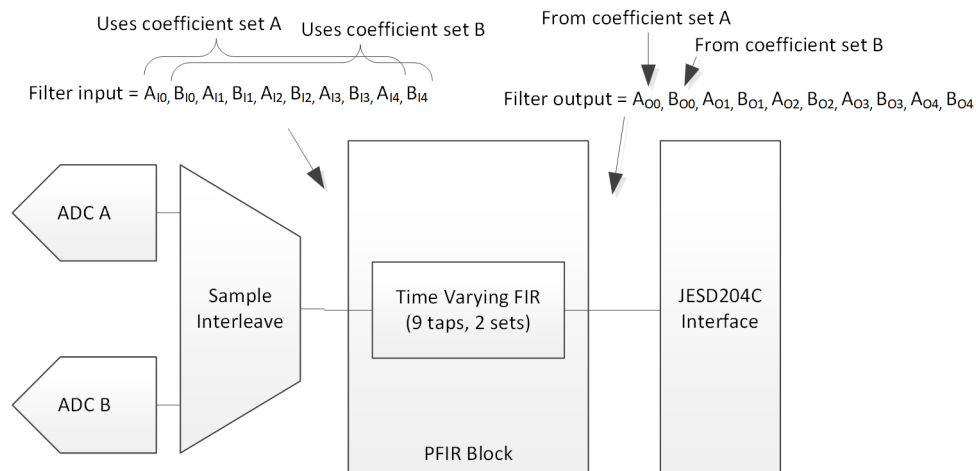 Uses coefficient set A
Uses coefficient set B
From coefficient set A
From coefficient set B
Filter input = AI0, BI0, AI1, BI1, AI2, BI2, AI3, BI3, AI4, BI4
Filter output = AO0, BO0, AO1, BO1, AO2, BO2, AO3, BO3, AO4, BO4
ADC A
Sample
Interleave
Time Varying FIR
(9 taps, 2 sets)
JESD204C
Interface
ADC B
PFIR Block